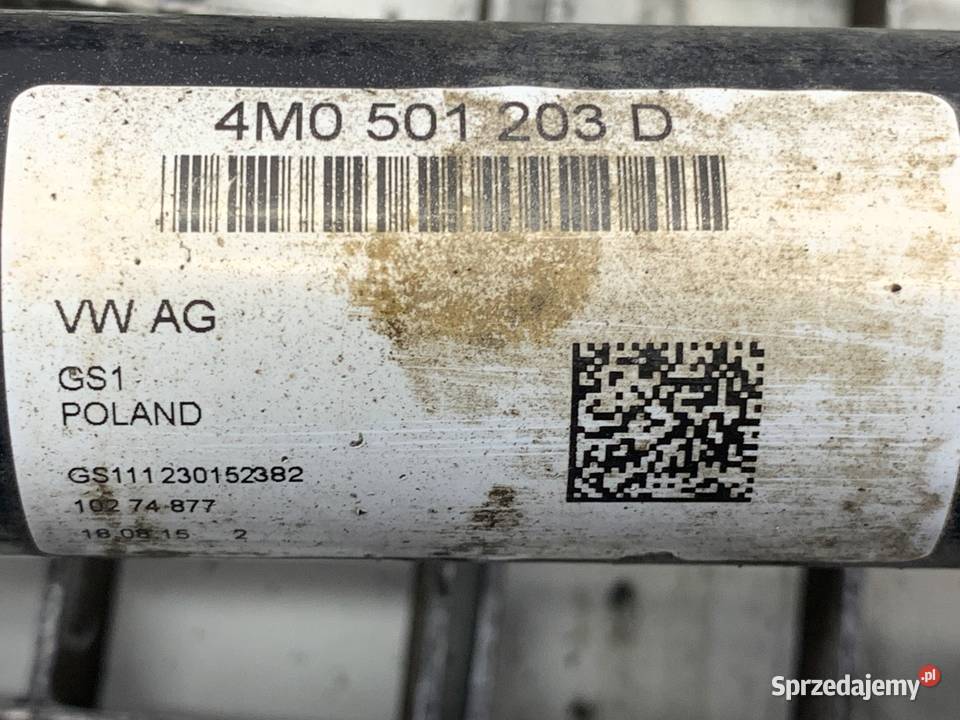 4M0 501 203 D
VW AG
GS1
POLAND
GS111230152382
102 74 877
18.08.15 2
Sprzedajemy.pl